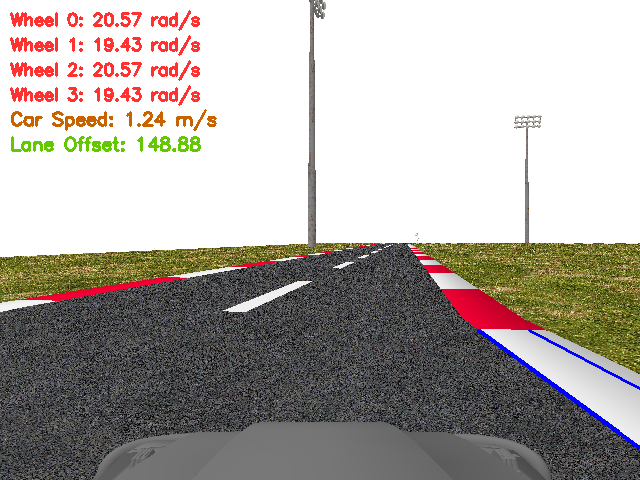 Wheel 0: 20.57 rad/s
Wheel 1: 19.43 rad/s
Wheel 2: 20.57 rad/s
Wheel 3: 19.43 rad/s
Car Speed: 1.24 m/s
Lane Offset: 148.88